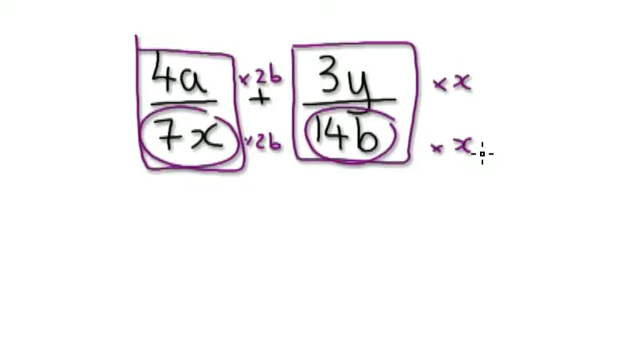 4a ×2b + 3y × x
7x ×2b 14b × x